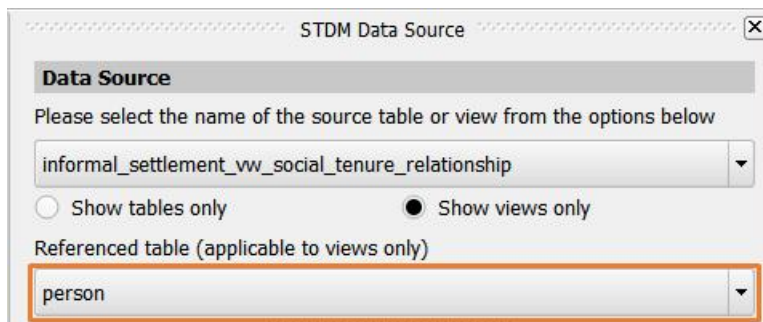 STDM Data Source
Data Source
Please select the name of the source table or view from the options below
informal_settlement_vw_social_tenure_relationship
Show tables only Show views only
Referenced table (applicable to views only)
person